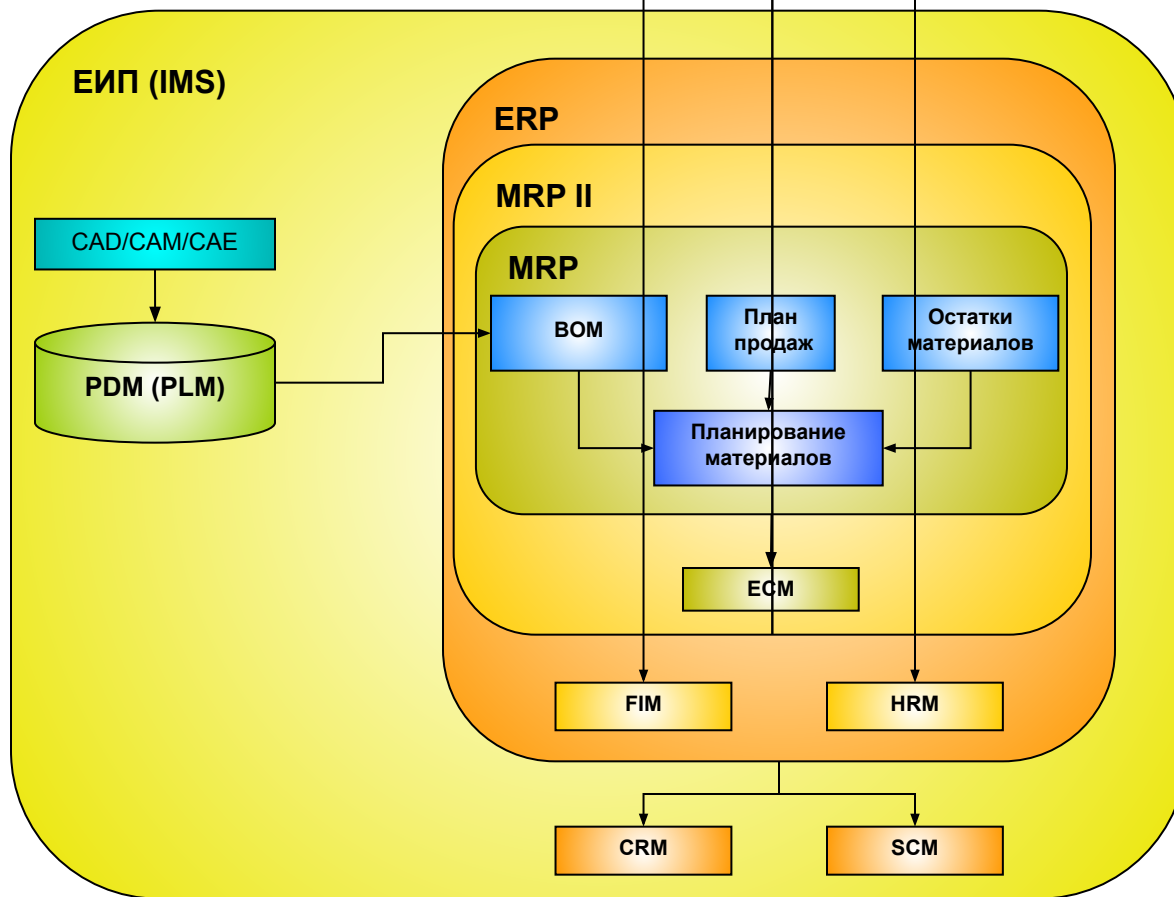 ЕИП (IMS)
ERP
MRP II
MRP
CAD/CAM/CAE
PDM (PLM)
BOM
План
продаж
Остатки
материалов
Планирование
материалов
ECM
FIM
HRM
CRM
SCM